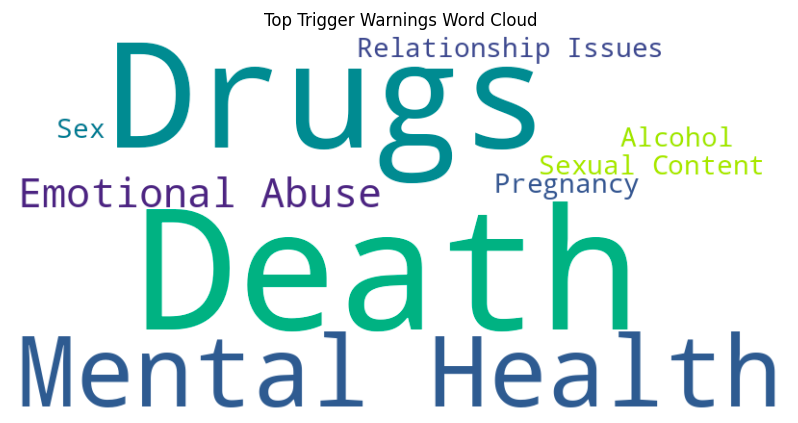 Top Trigger Warnings Word Cloud
Relationship Issues
Drugs
Sex
Alcohol
Sexual Content
Emotional Abuse
Pregnancy
Death
Mental Health